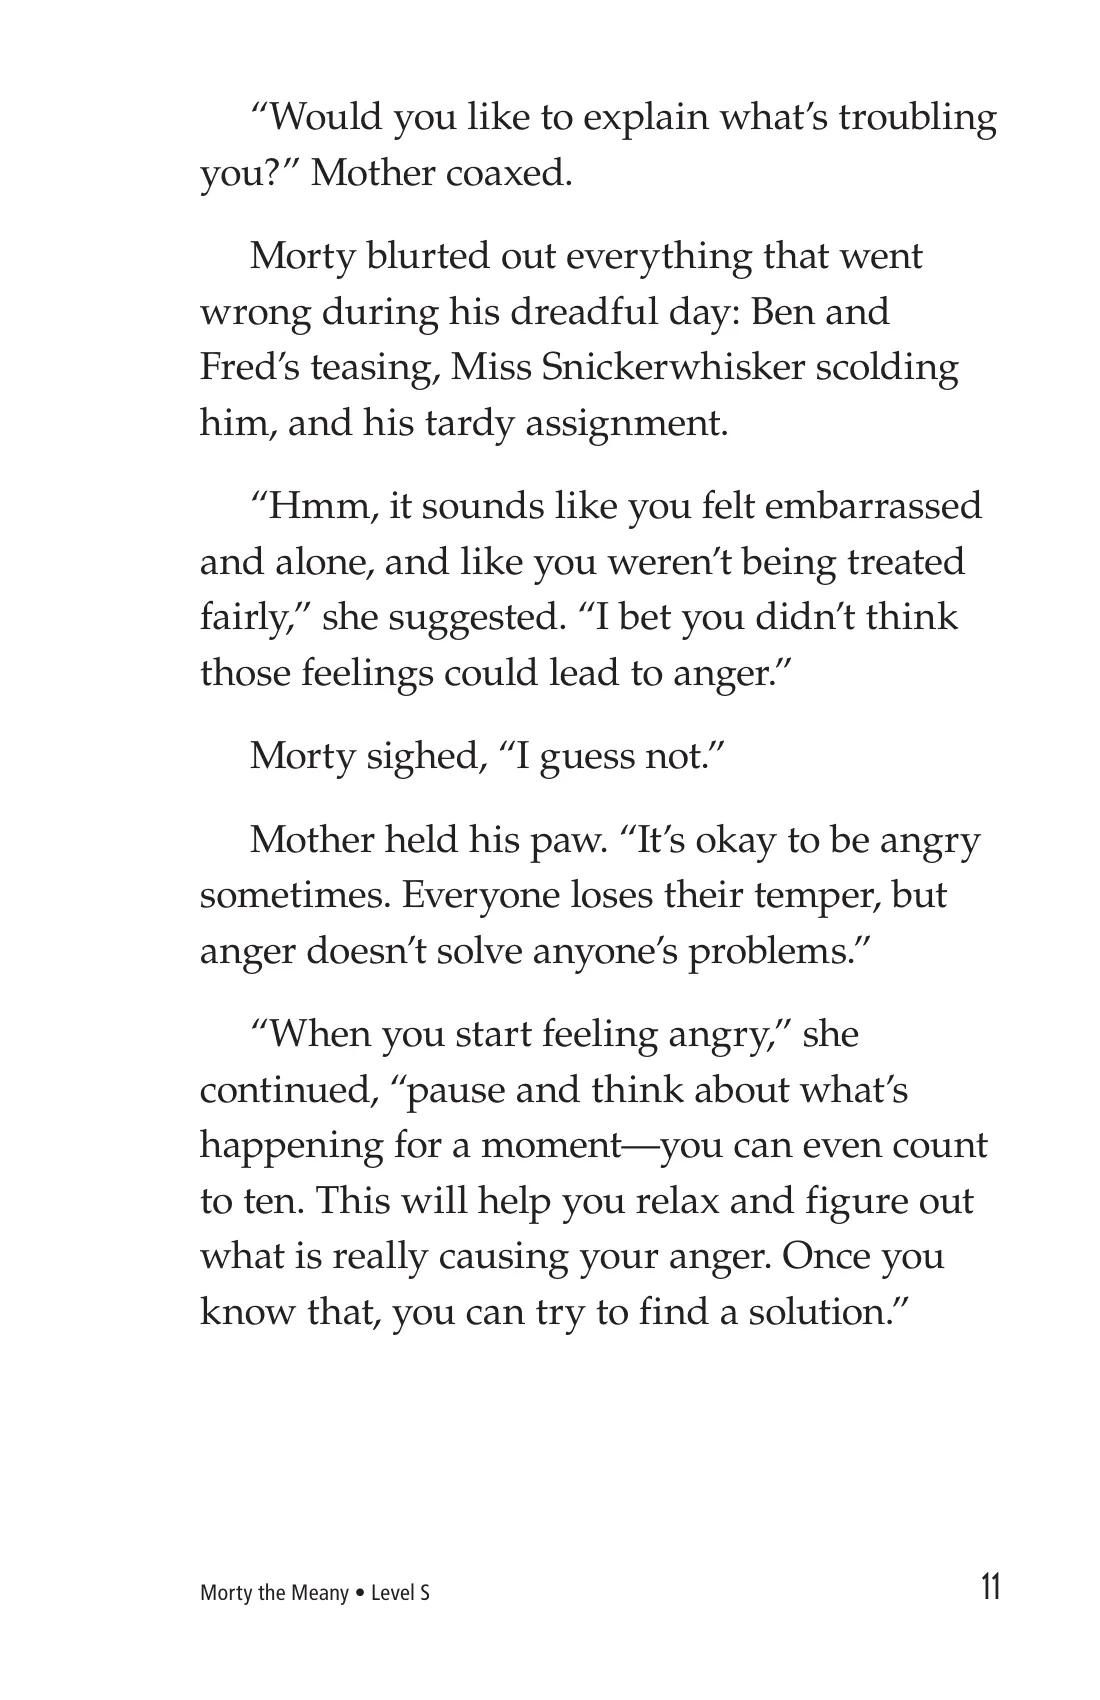 “Would you like to explain what’s troubling
you?” Mother coaxed.
Morty blurted out everything that went
wrong during his dreadful day: Ben and
Fred’s teasing, Miss Snickerwhisker scolding
him, and his tardy assignment.
“Hmm, it sounds like you felt embarrassed
and alone, and like you weren’t being treated
fairly,” she suggested. “I bet you didn’t think
those feelings could lead to anger.”
Morty sighed, “I guess not.”
Mother held his paw. “It’s okay to be angry
sometimes. Everyone loses their temper, but
anger doesn’t solve anyone’s problems.”
“When you start feeling angry,” she
continued, “pause and think about what’s
happening for a moment—you can even count
to ten. This will help you relax and figure out
what is really causing your anger. Once you
know that, you can try to find a solution.”
Morty the Meany • Level S
11